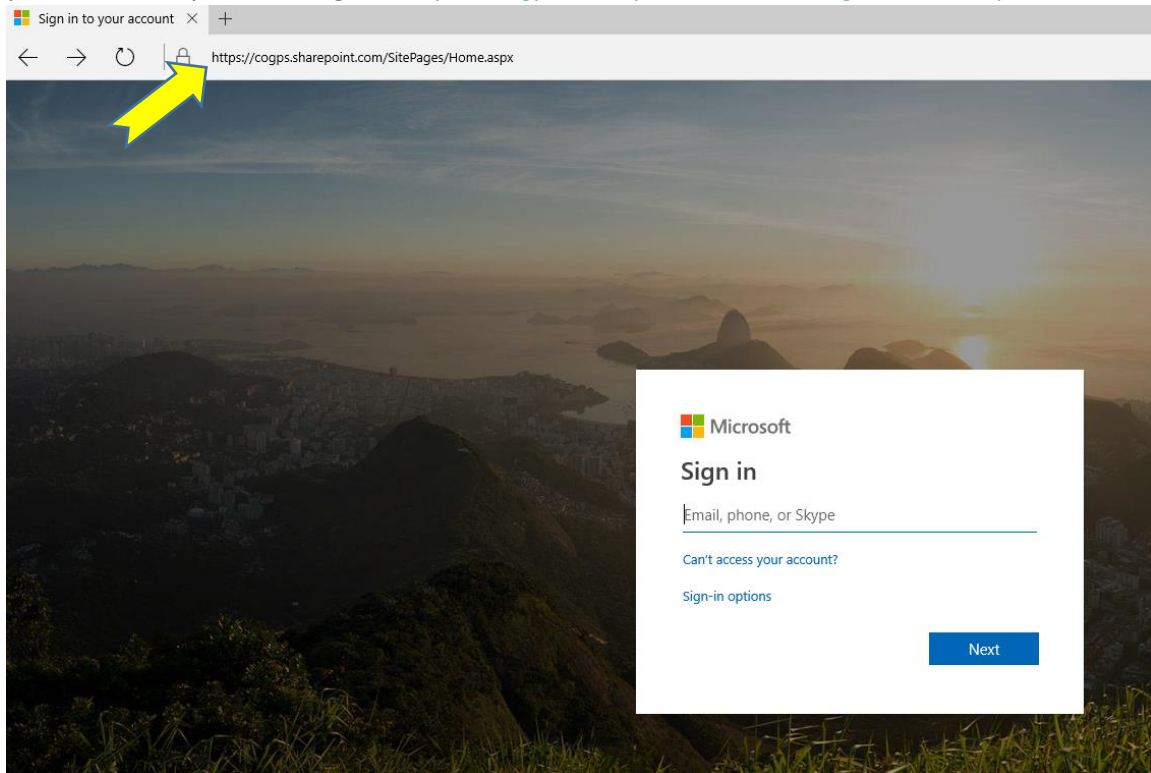 Sign in to your account
https://cogps.sharepoint.com/SitePages/Home.aspx
Microsoft
Sign in
Email, phone, or Skype
Can't access your account?
Sign-in options
Next